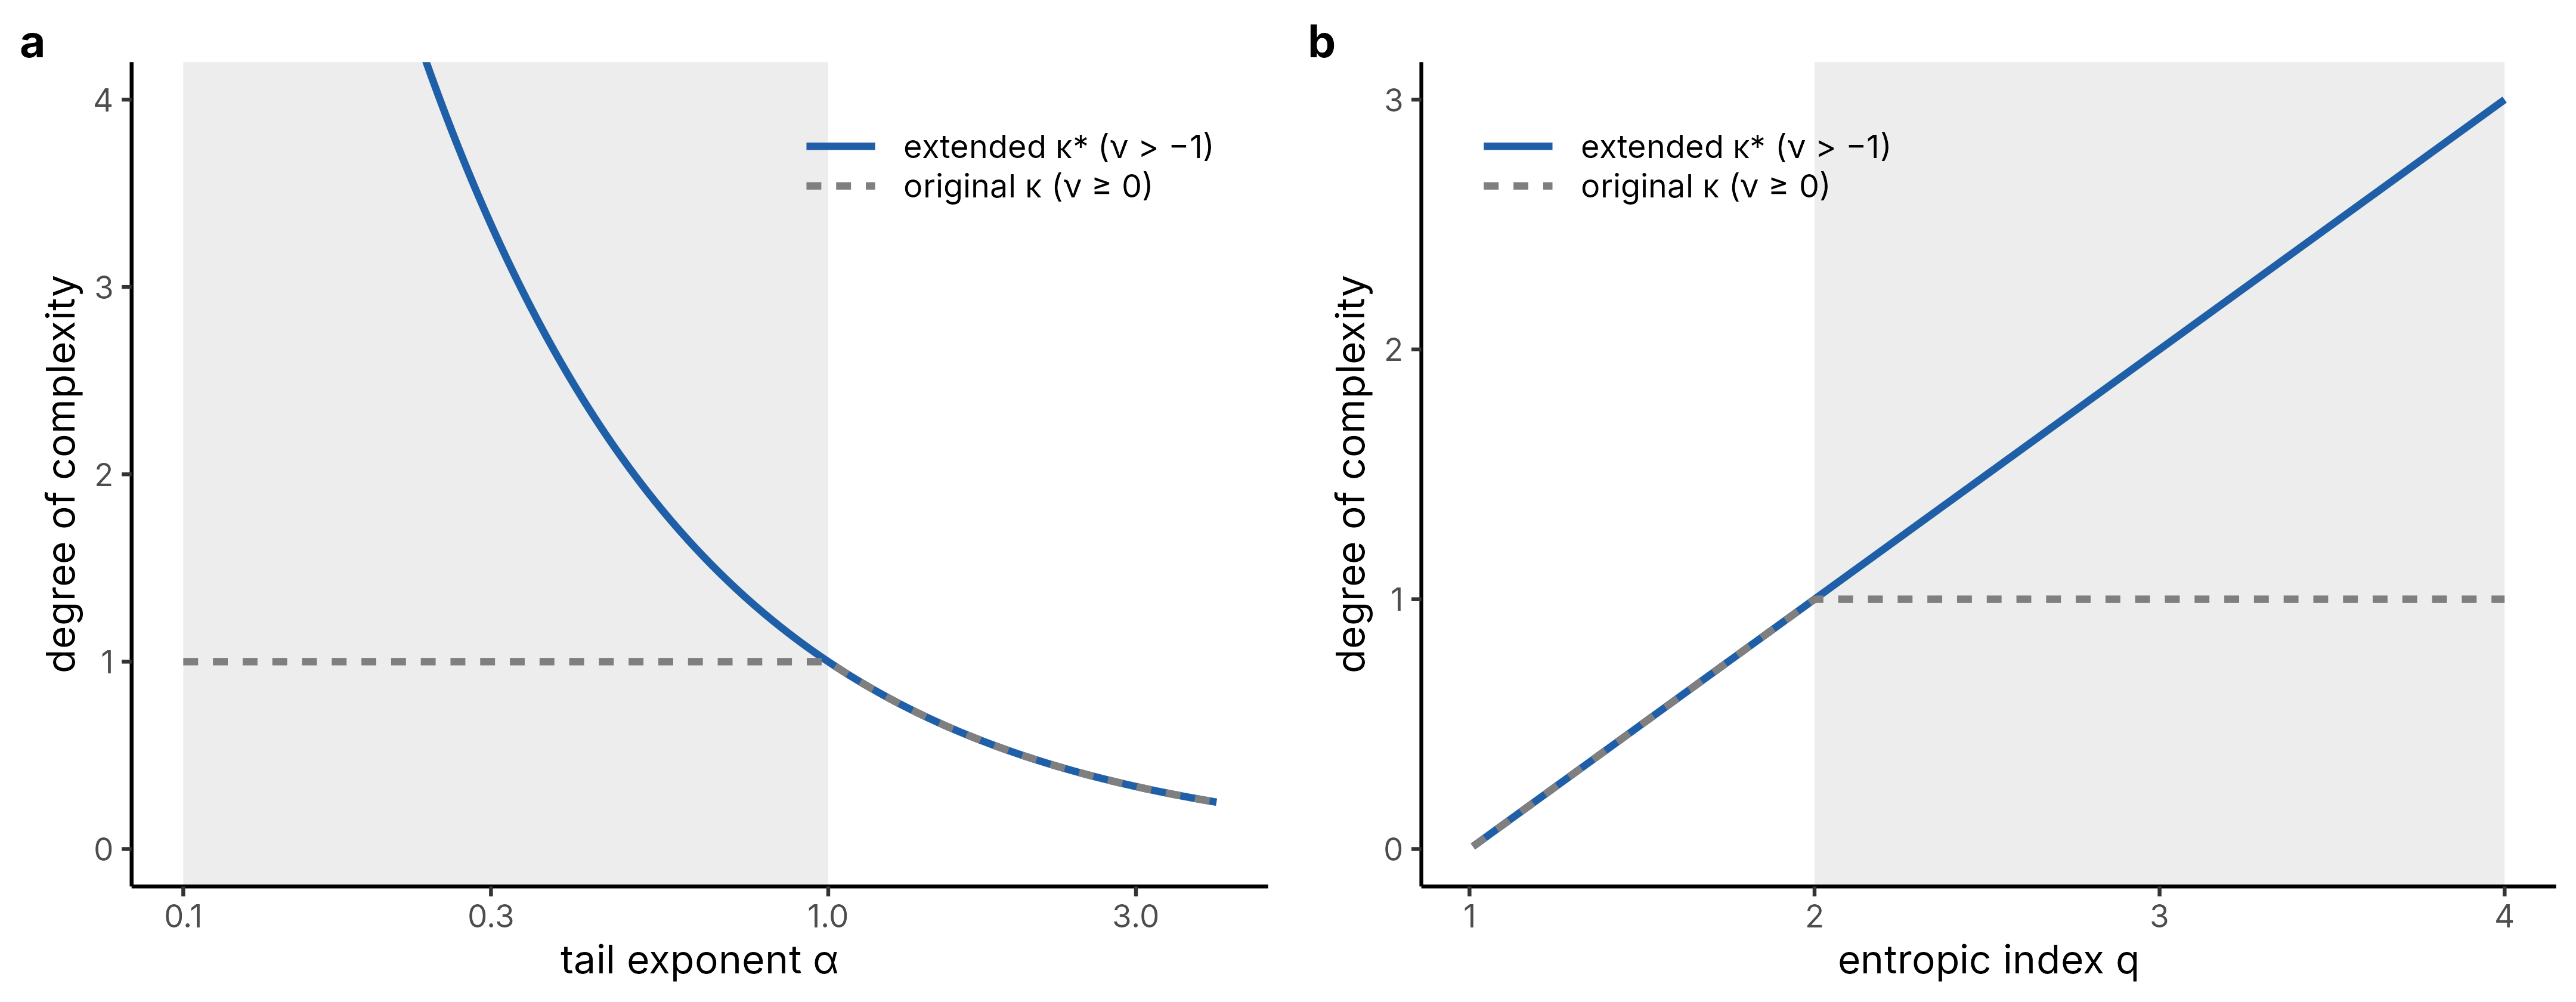 a
degree of complexity
4
3
2
1
0
extended κ* (ν > −1)
original κ (ν ≥ 0)
0.1
0.3
1.0
3.0
tail exponent α
b
degree of complexity
3
2
1
0
extended κ* (ν > −1)
original κ (ν ≥ 0)
1
2
3
4
entropic index q